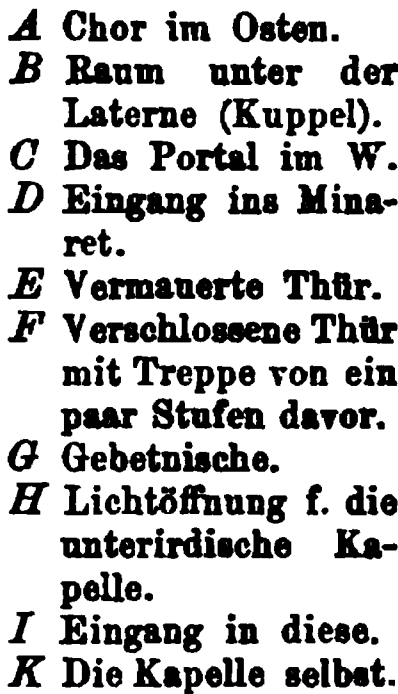 A Chor im Osten.
B Raum unter der
Laterne (Kuppel).
C Das Portal im W.
D Eingang ins Mina-
ret.
E Vermauerte Thür.
F Verschlossene Thür
mit Treppe von ein
paar Stufen davor.
G Gebetnische.
H Lichtöffnung f. die
unterirdische Ka-
pelle.
I Eingang in diese.
K Die Kapelle selbst.